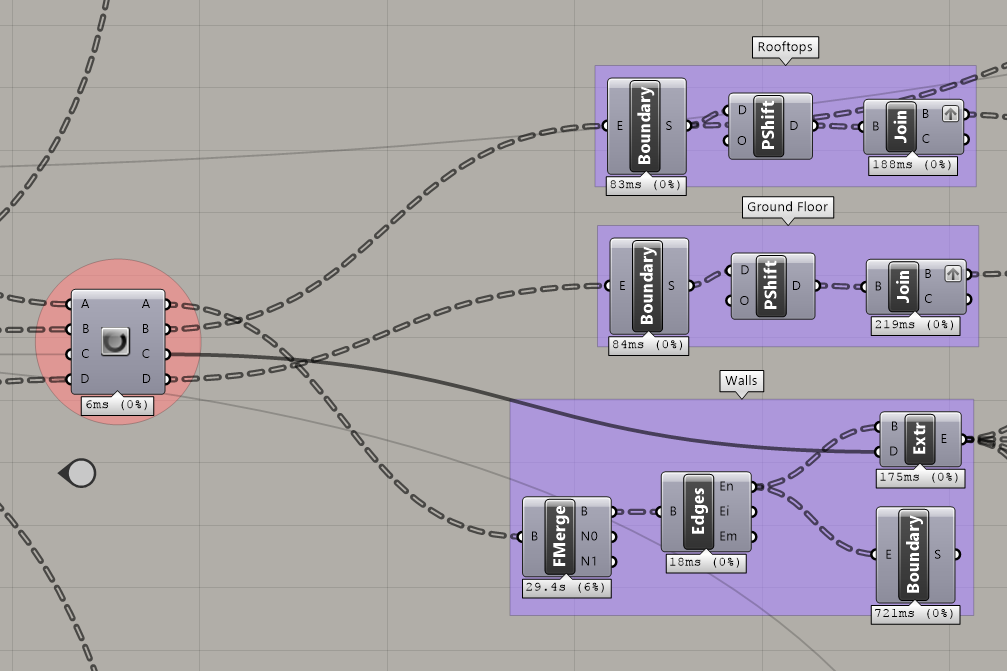 Rooftops
E Boundary S
83ms (0%)
D O PShift D
B Join B C
188ms (0%)
Ground Floor
E Boundary S
84ms (0%)
D O PShift D
B Join B C
219ms (0%)
A A
B B
C C
D D
6ms (0%)
Walls
B FMerge B N0 N1
29.4s (6%)
B Edges En Ei Em
18ms (0%)
B D Extr E
175ms (0%)
E Boundary S
721ms (0%)